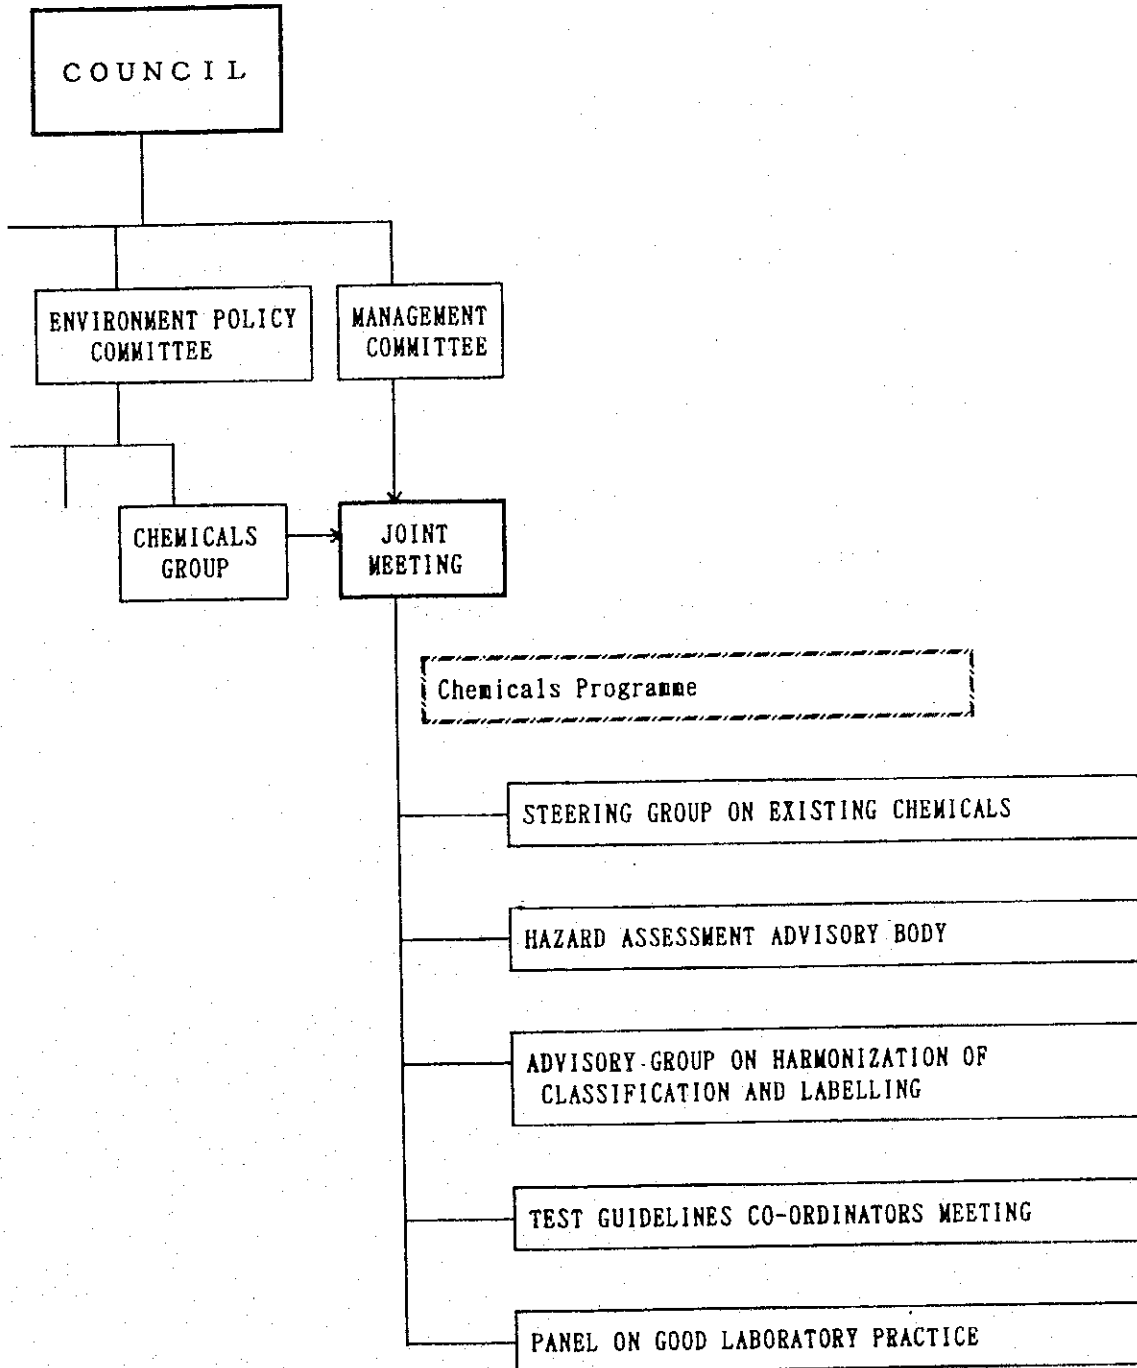 COUNCIL
ENVIRONMENT POLICY
COMMITTEE
MANAGEMENT
COMMITTEE
CHEMICALS
GROUP
JOINT
MEETING
Chemicals Programme
STEERING GROUP ON EXISTING CHEMICALS
HAZARD ASSESSMENT ADVISORY BODY
ADVISORY GROUP ON HARMONIZATION OF
CLASSIFICATION AND LABELLING
TEST GUIDELINES CO-ORDINATORS MEETING
PANEL ON GOOD LABORATORY PRACTICE